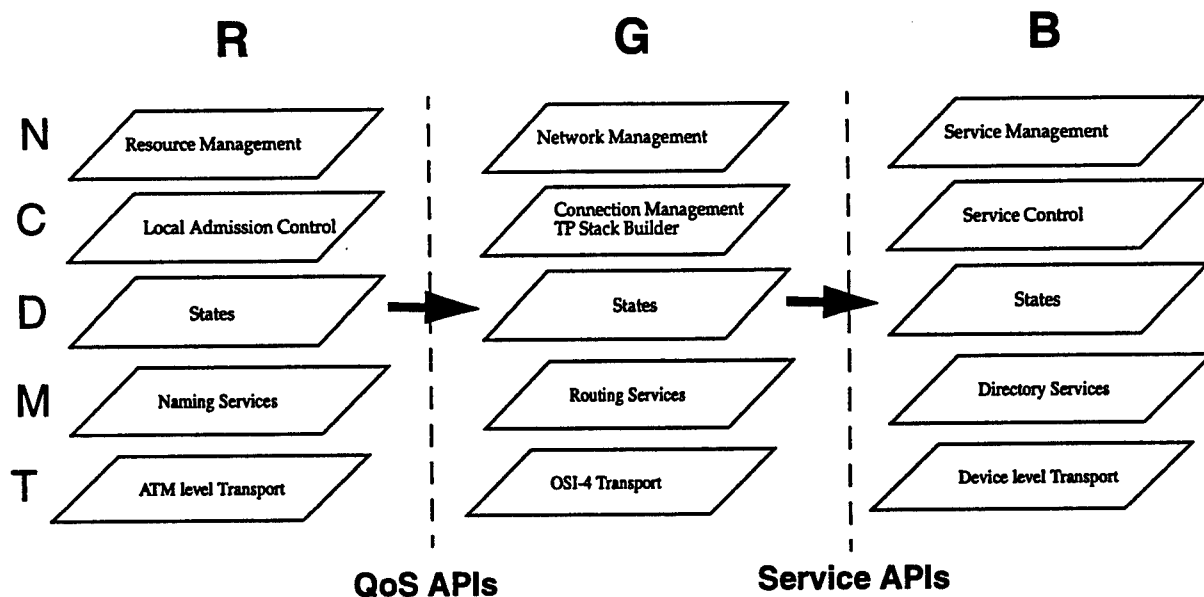 R G B
N Resource Management Network Management Service Management
C Local Admission Control Connection Management
TP Stack Builder Service Control
D States States States
M Naming Services Routing Services Directory Services
T ATM level Transport OSI-4 Transport Device level Transport
QoS APIs Service APIs